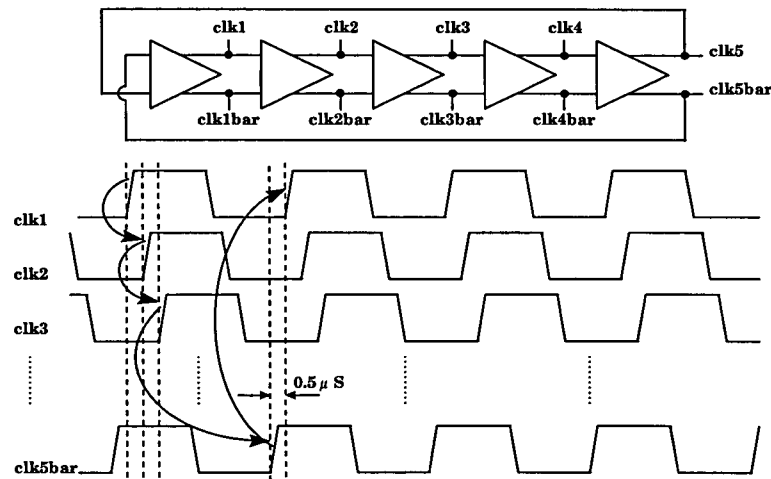 clk1 clk2 clk3 clk4
clk5
clk5bar
clk1bar clk2bar clk3bar clk4bar
clk1
clk2
clk3
0.5 μ S
clk5bar